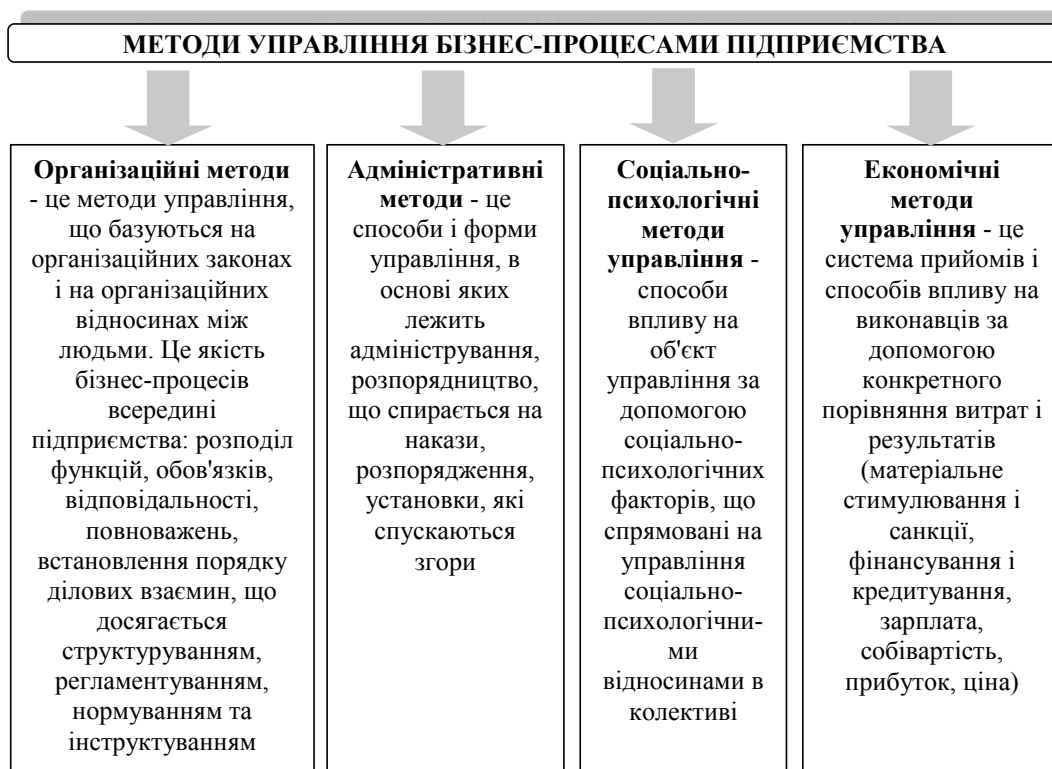 МЕТОДИ УПРАВЛІННЯ БІЗНЕС-ПРОЦЕСАМИ ПІДПРИЄМСТВА
Організаційні методи
- це методи управління,
що базуються на
організаційних законах
і на організаційних
відносинах між
людьми. Це якість
бізнес-процесів
всередині
підприємства: розподіл
функцій, обов'язків,
відповідальності,
повноважень,
встановлення порядку
ділових взаємин, що
досягається
структуруванням,
регламентуванням,
нормуванням та
інструктуванням
Адміністративні
методи - це
способи і форми
управління, в
основі яких
лежить
адміністрування,
розпорядництво,
що спирається на
накази,
розпорядження,
установки, які
спускаються
згори
Соціально-
психологічні
методи
управління -
способи
впливу на
об'єкт
управління за
допомогою
соціально-
психологічних
факторів, що
спрямовані на
управління
соціально-
психологічни-
ми
відносинами в
колективі
Економічні
методи
управління - це
система прийомів і
способів впливу на
виконавців за
допомогою
конкретного
порівняння витрат і
результатів
(матеріальне
стимулювання і
санкції,
фінансування і
кредитування,
зарплата,
собівартість,
прибуток, ціна)